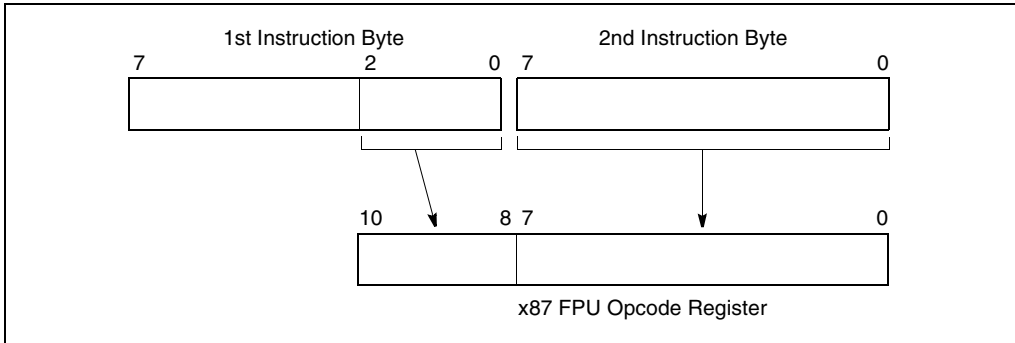 1st Instruction Byte 2nd Instruction Byte
7 2 0 7 0
10 8 7 0
x87 FPU Opcode Register